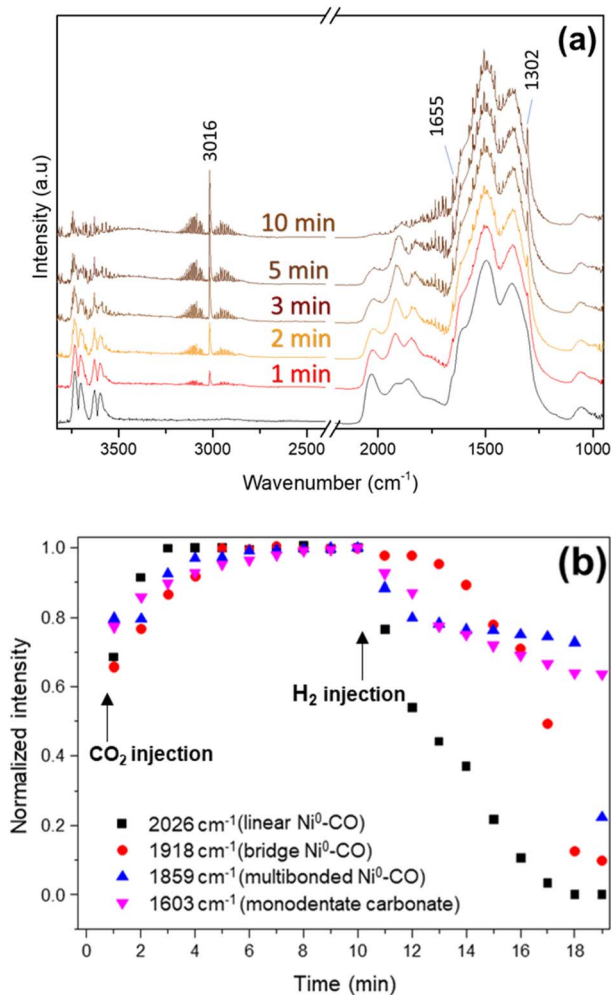 (a)
1302
1655
3016
10 min
5 min
3 min
2 min
1 min
Intensity (a.u)
3500 3000 2500 2000 1500 1000
Wavenumber (cm⁻¹)
(b)
1.0
0.8
0.6
0.4
0.2
0.0
Normalized intensity
CO₂ injection
H₂ injection
2026 cm⁻¹(linear Ni⁰-CO)
1918 cm⁻¹(bridge Ni⁰-CO)
1859 cm⁻¹(multibonded Ni⁰-CO)
1603 cm⁻¹(monodentate carbonate)
0 2 4 6 8 10 12 14 16 18
Time (min)